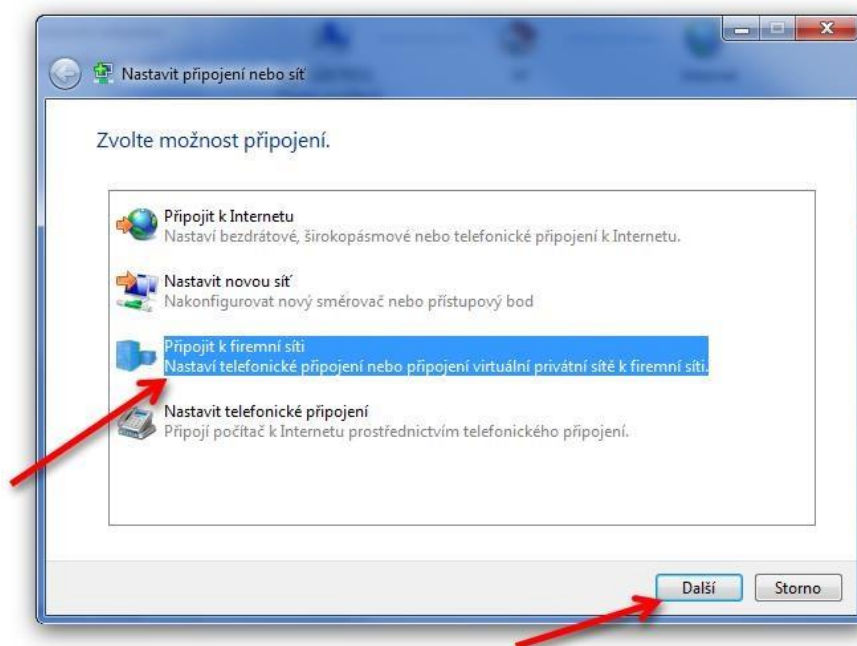 Nastavit připojení nebo síť
Zvolte možnost připojení.
Připojit k Internetu
Nastaví bezdrátové, širokopásmové nebo telefonické připojení k Internetu.
Nastavit novou síť
Nakonfigurovat nový směrovač nebo přístupový bod
Připojit k firemní síti
Nastaví telefonické připojení nebo připojení virtuální privátní sítě k firemní síti.
Nastavit telefonické připojení
Připojí počítač k Internetu prostřednictvím telefonického připojení.
Další
Storno